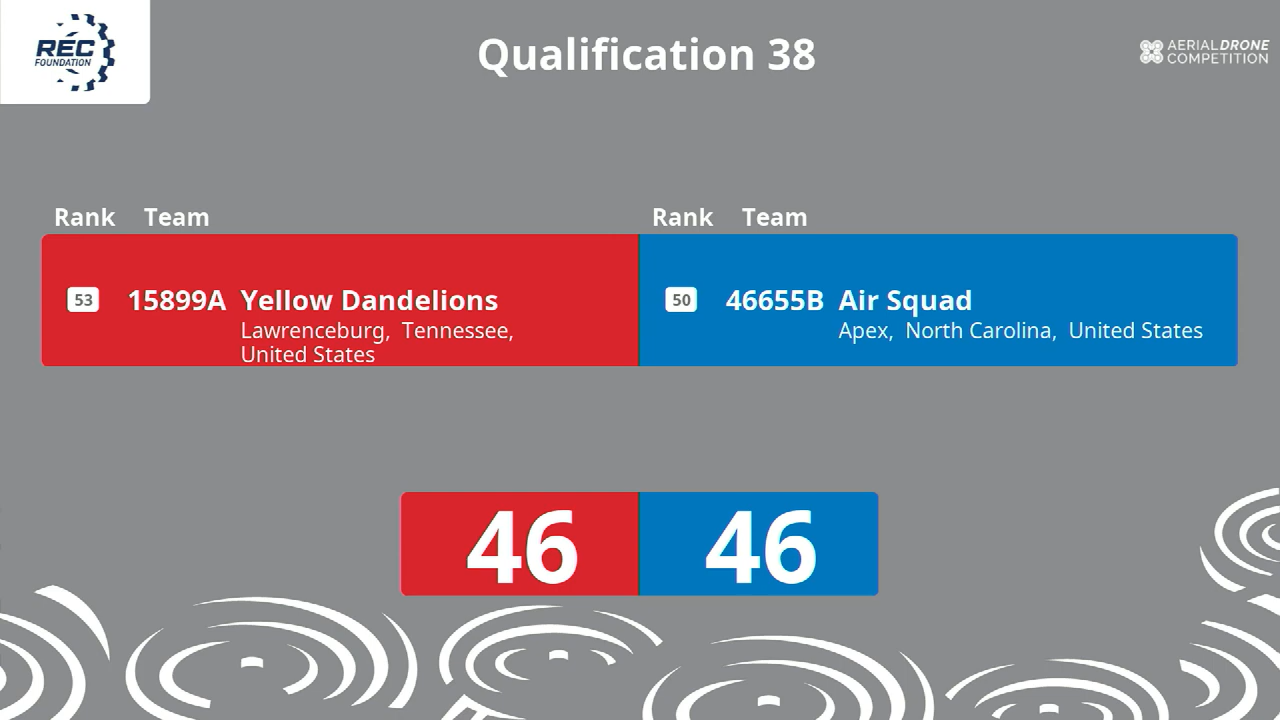 REC
FOUNDATION
Qualification 38
AERIALDRONE
COMPETITION
Rank Team
Rank Team
53 15899A Yellow Dandelions
Lawrenceburg, Tennessee,
United States
50 46655B Air Squad
Apex, North Carolina, United States
46
46